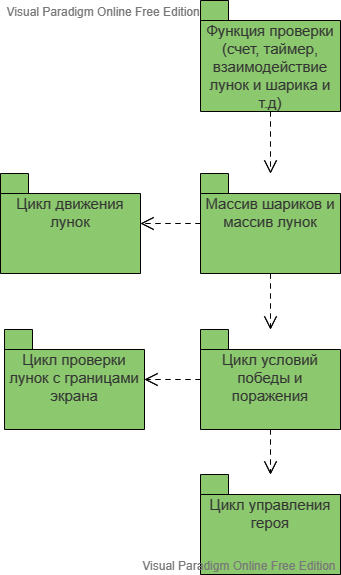 Visual Paradigm Online Free Edition
Функция проверки
(счет, таймер,
взаимодействие
лунок и шарика и
т.д)
Цикл движения
лунок
Массив шариков и
массив лунок
Цикл проверки
лунок с границами
экрана
Цикл условий
победы и
поражения
Цикл управления
героя
Visual Paradigm Online Free Edition